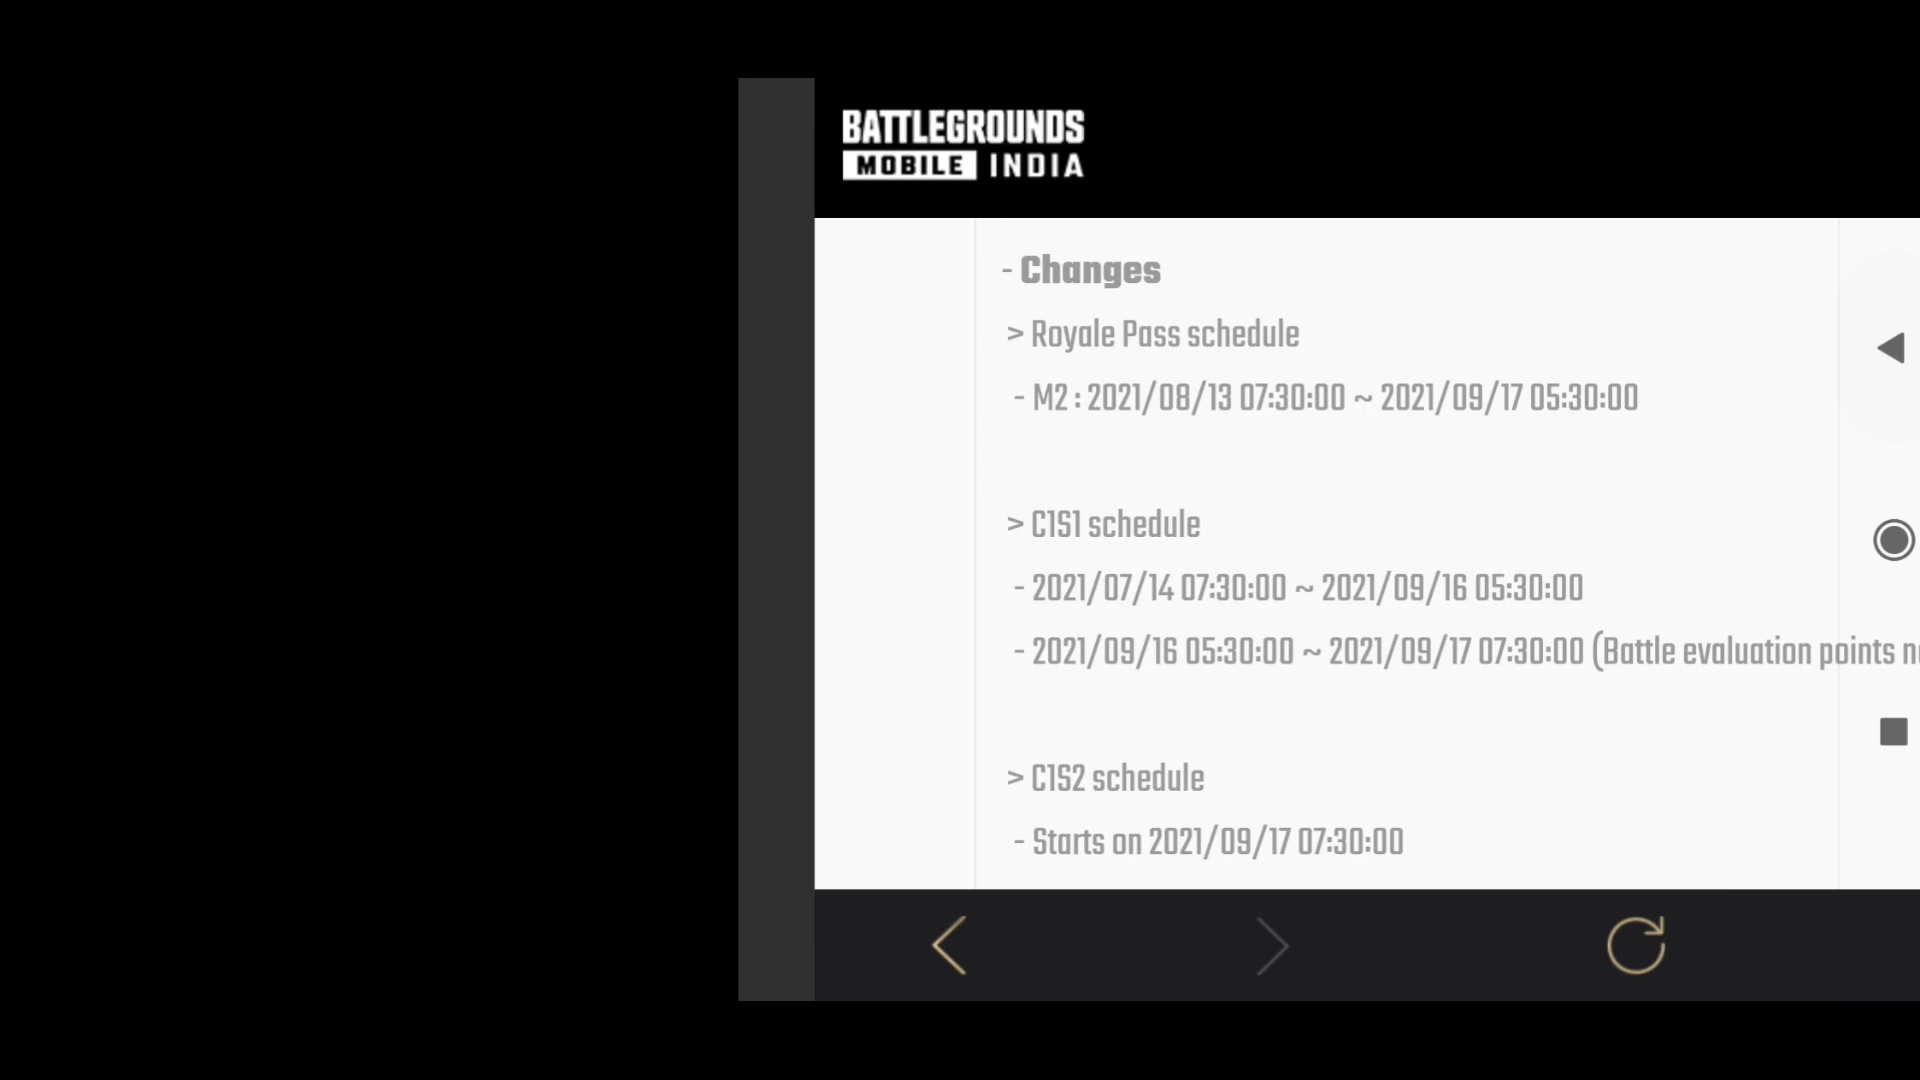 BATTLEGROUNDS
MOBILE INDIA
- Changes
> Royale Pass schedule
- M2 : 2021/08/13 07:30:00 ~ 2021/09/17 05:30:00
> C1S1 schedule
- 2021/07/14 07:30:00 ~ 2021/09/16 05:30:00
- 2021/09/16 05:30:00 ~ 2021/09/17 07:30:00 (Battle evaluation points
> C1S2 schedule
- Starts on 2021/09/17 07:30:00